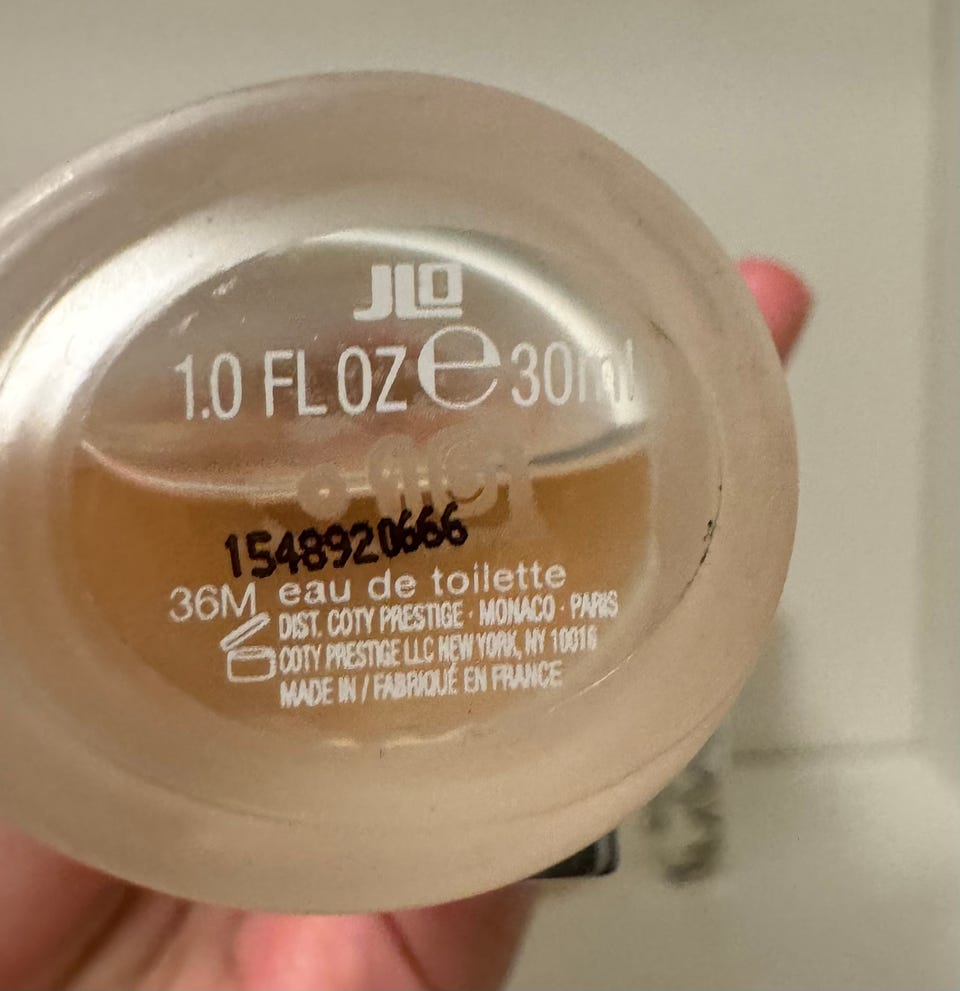 JLO
1.0 FL OZ ℮ 30ml
1548920666
36M eau de toilette
DIST. COTY PRESTIGE · MONACO · PARIS
COTY PRESTIGE LLC NEW YORK, NY 10016
MADE IN / FABRIQUÉ EN FRANCE